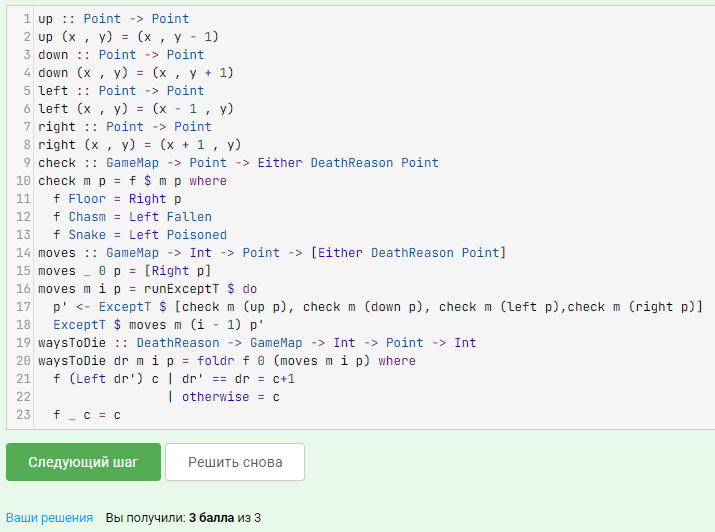 1 up :: Point -> Point
2 up (x , y) = (x , y - 1)
3 down :: Point -> Point
4 down (x , y) = (x , y + 1)
5 left :: Point -> Point
6 left (x , y) = (x - 1 , y)
7 right :: Point -> Point
8 right (x , y) = (x + 1 , y)
9 check :: GameMap -> Point -> Either DeathReason Point
10 check m p = f $ m p where
11   f Floor = Right p
12   f Chasm = Left Fallen
13   f Snake = Left Poisoned
14 moves :: GameMap -> Int -> Point -> [Either DeathReason Point]
15 moves _ 0 p = [Right p]
16 moves m i p = runExceptT $ do
17   p' <- ExceptT $ [check m (up p), check m (down p), check m (left p),check m (right p)]
18   ExceptT $ moves m (i - 1) p'
19 waysToDie :: DeathReason -> GameMap -> Int -> Point -> Int
20 waysToDie dr m i p = foldr f 0 (moves m i p) where
21   f (Left dr') c | dr' == dr = c+1
22                  | otherwise = c
23   f _ c = c
Следующий шаг Решить снова
Ваши решения Вы получили: 3 балла из 3